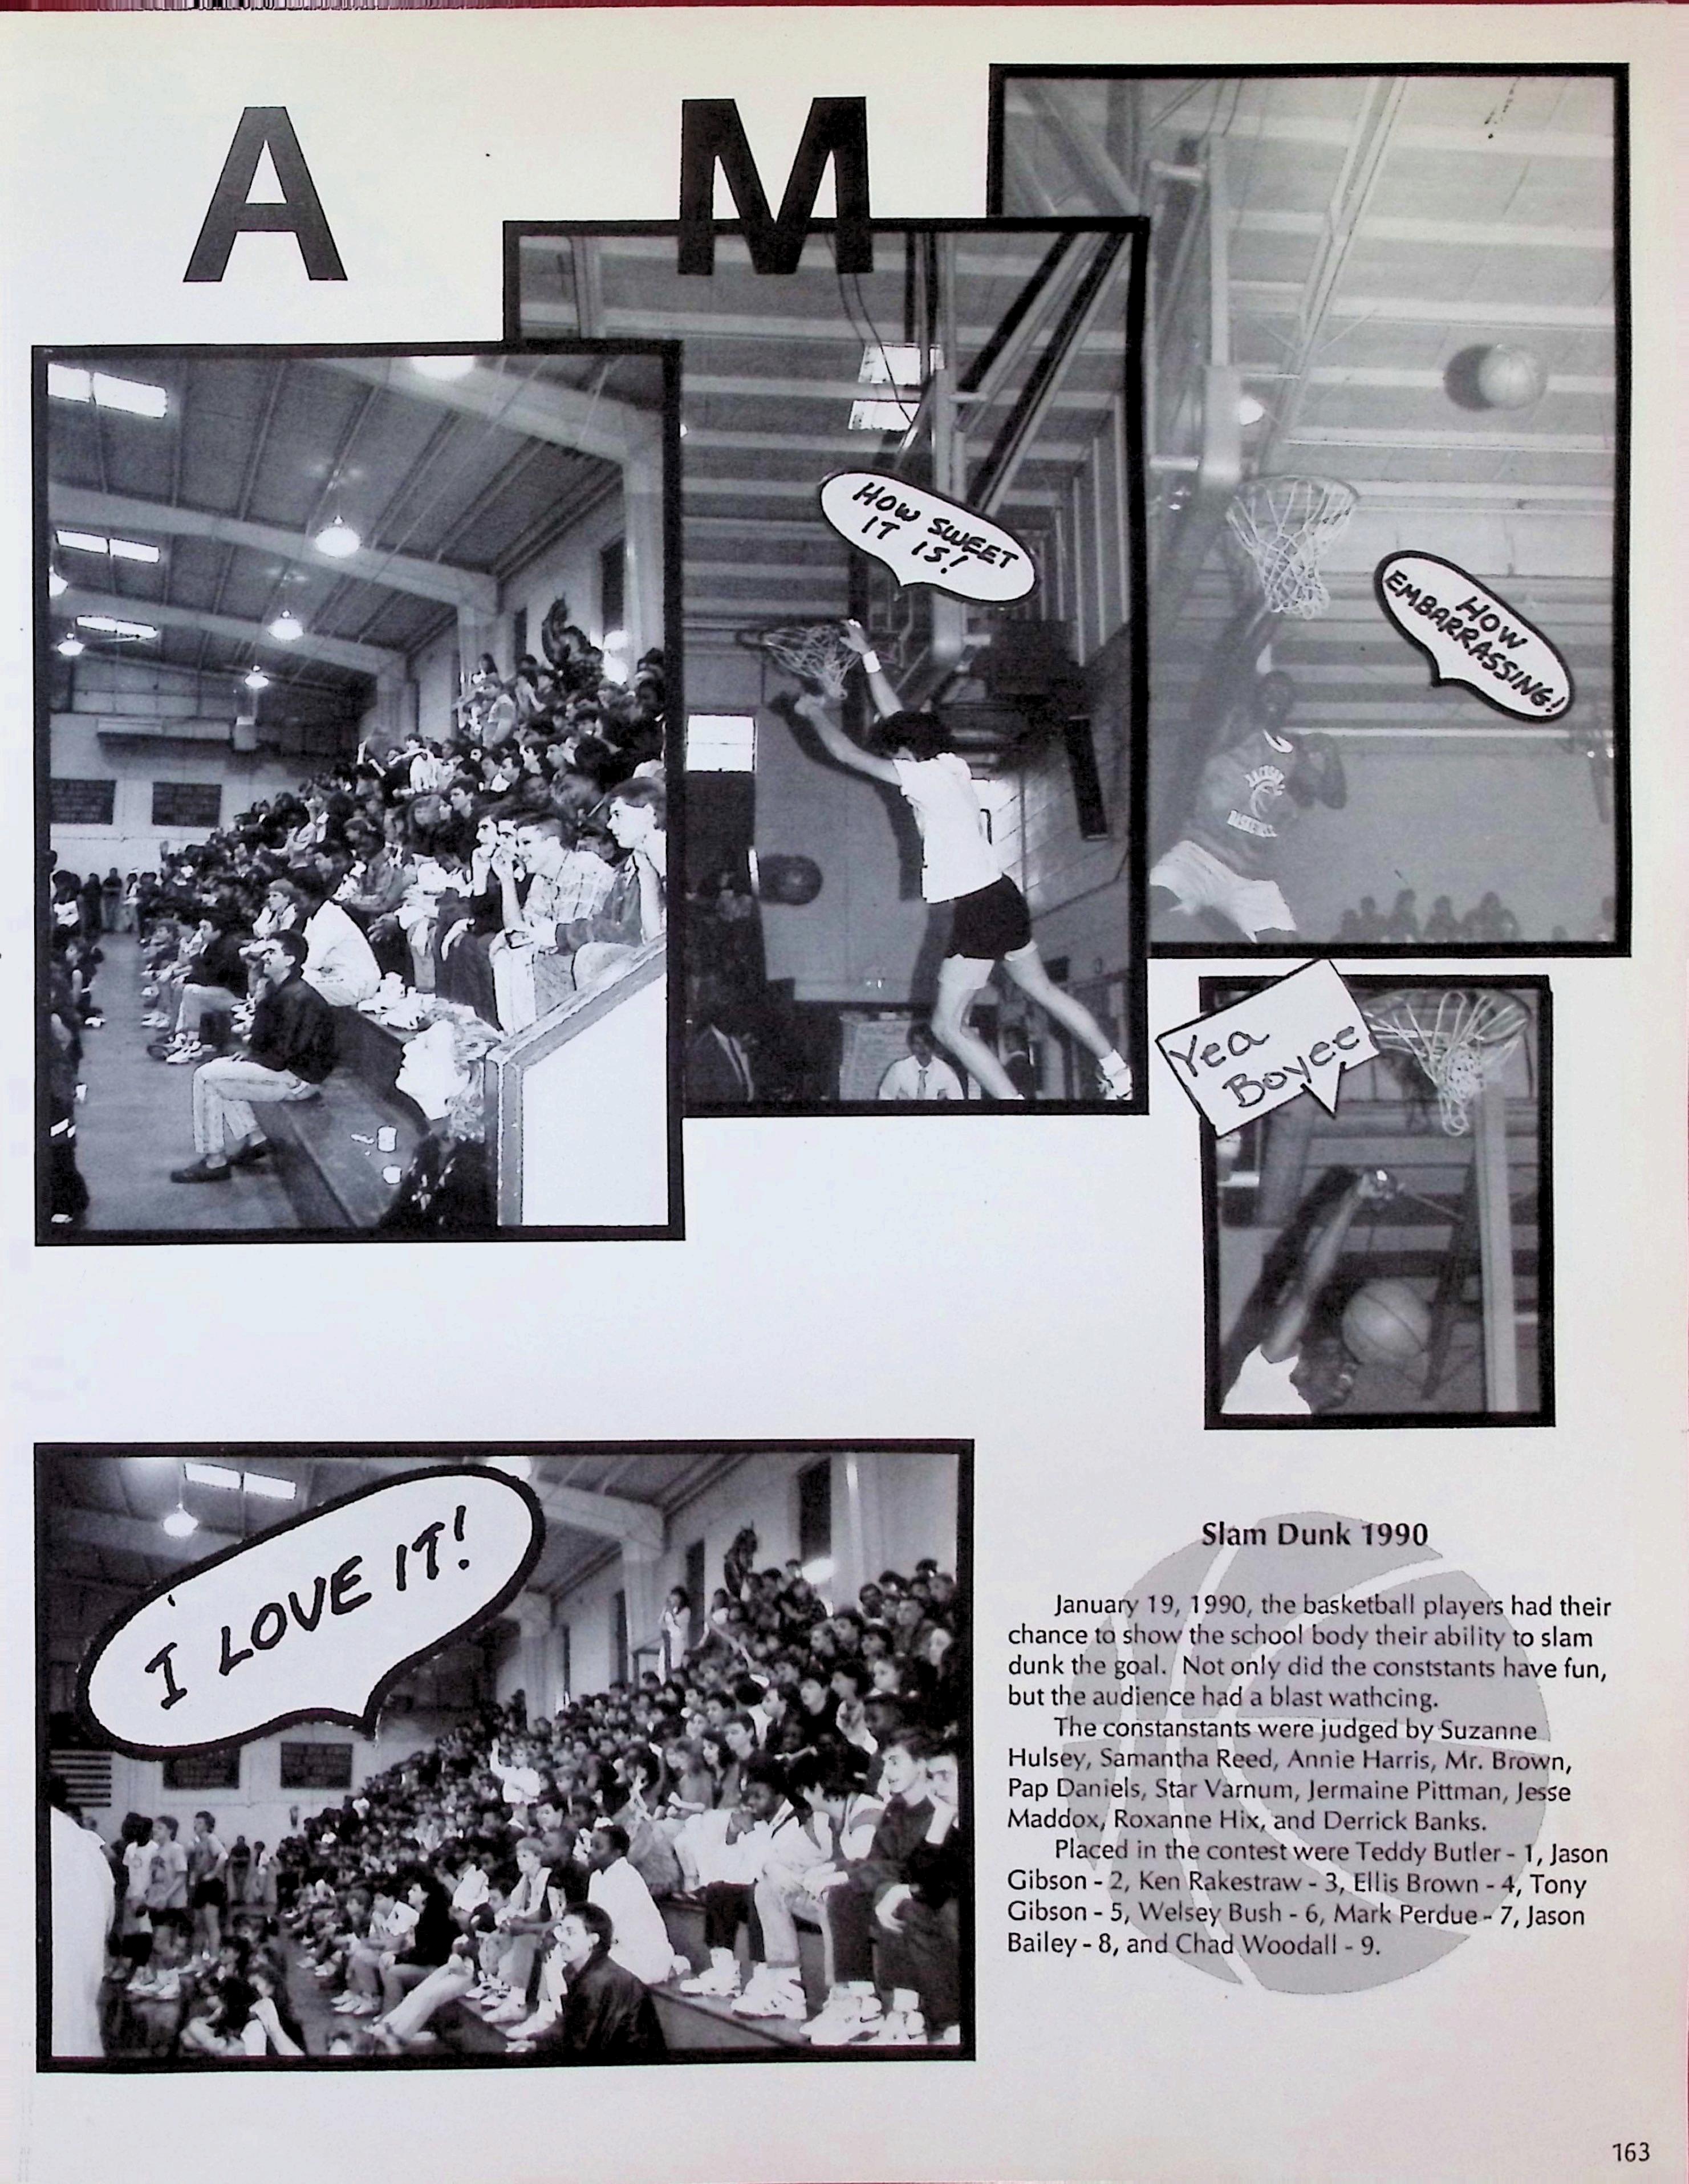 A M
HOW SWEET
IT IS!
HOW
EMBARRASSING!
JACKSON
BASKETBALL
Yea
Boyee
I LOVE IT!
Slam Dunk 1990
January 19, 1990, the basketball players had their
chance to show the school body their ability to slam
dunk the goal. Not only did the conststants have fun,
but the audience had a blast wathcing.
The constanstants were judged by Suzanne
Hulsey, Samantha Reed, Annie Harris, Mr. Brown,
Pap Daniels, Star Varnum, Jermaine Pittman, Jesse
Maddox, Roxanne Hix, and Derrick Banks.
Placed in the contest were Teddy Butler - 1, Jason
Gibson - 2, Ken Rakestraw - 3, Ellis Brown - 4, Tony
Gibson - 5, Welsey Bush - 6, Mark Perdue - 7, Jason
Bailey - 8, and Chad Woodall - 9.
163